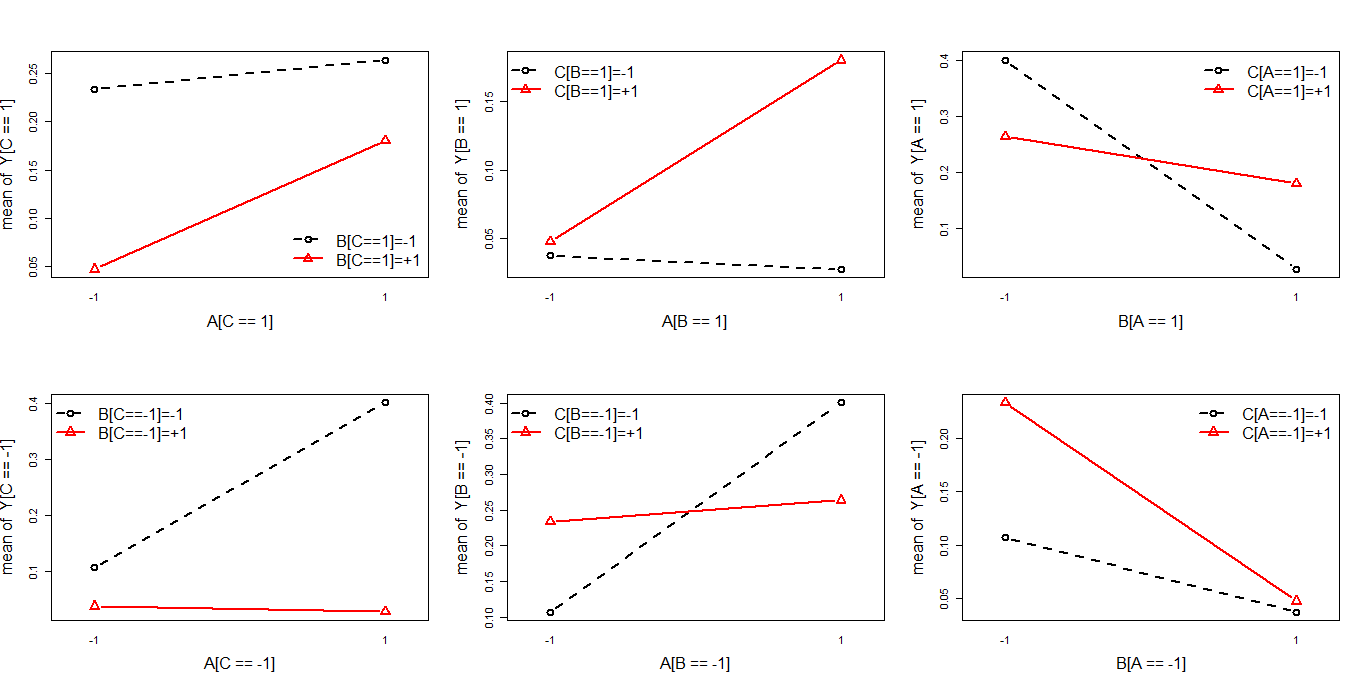 mean of Y[C == 1]
0.25
0.20
0.15
0.10
0.05
B[C==1]=-1
B[C==1]=+1
-1
1
A[C == 1]
mean of Y[B == 1]
0.15
0.10
0.05
C[B==1]=-1
C[B==1]=+1
-1
1
A[B == 1]
mean of Y[A == 1]
0.4
0.3
0.2
0.1
C[A==1]=-1
C[A==1]=+1
-1
1
B[A == 1]
mean of Y[C == -1]
0.4
0.3
0.2
0.1
B[C==-1]=-1
B[C==-1]=+1
-1
1
A[C == -1]
mean of Y[B == -1]
0.40
0.35
0.30
0.25
0.20
0.15
0.10
C[B==-1]=-1
C[B==-1]=+1
-1
1
A[B == -1]
mean of Y[A == -1]
0.20
0.15
0.10
0.05
C[A==-1]=-1
C[A==-1]=+1
-1
1
B[A == -1]